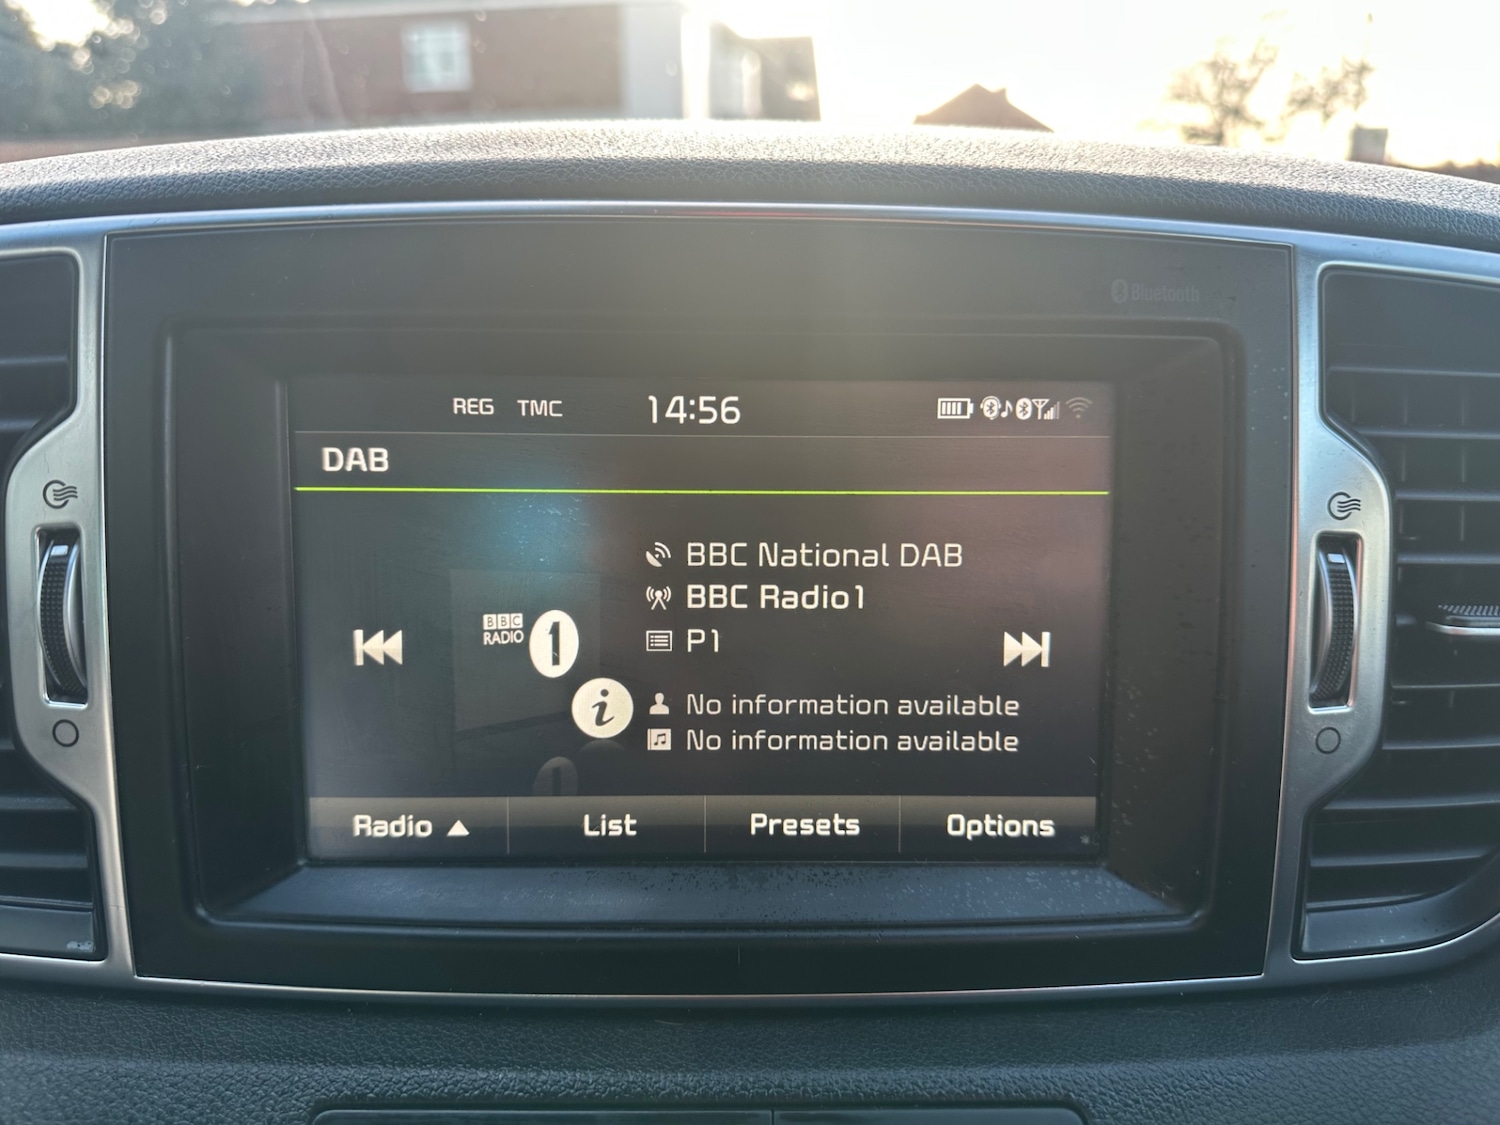 Bluetooth
REG TMC 14:56
DAB
BBC National DAB
BBC Radio1
BBC
RADIO 1
P1
i
No information available
No information available
Radio List Presets Options